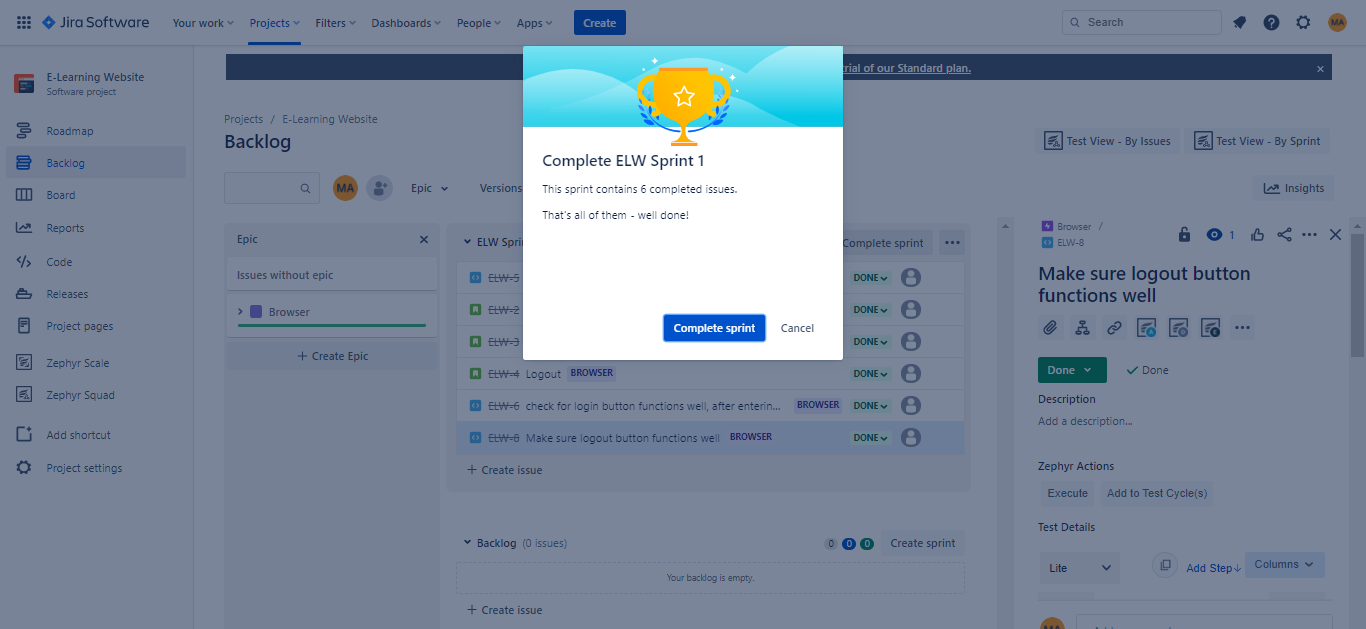 Jira Software
Your work
Projects
Filters
Dashboards
People
Apps
Create
Search
MA
E-Learning Website
Software project
Roadmap
Backlog
Board
Reports
Code
Releases
Project pages
Zephyr Scale
Zephyr Squad
Add shortcut
Project settings
trial of our Standard plan.
Projects / E-Learning Website
Backlog
Test View - By Issues
Test View - By Sprint
MA
Epic
Versions
Insights
Epic
Issues without epic
Browser
+ Create Epic
ELW Spri
Complete sprint
ELW-5 DONE
ELW-2 DONE
ELW-3 DONE
ELW-4 Logout BROWSER DONE
ELW-6 check for login button functions well, after enterin... BROWSER DONE
ELW-8 Make sure logout button functions well BROWSER DONE
+ Create issue
Backlog (0 issues) 0 0 0 Create sprint
Your backlog is empty.
+ Create issue
Complete ELW Sprint 1
This sprint contains 6 completed issues.
That's all of them - well done!
Complete sprint
Cancel
Browser /
ELW-8
1
Make sure logout button
functions well
Done
Done
Description
Add a description...
Zephyr Actions
Execute
Add to Test Cycle(s)
Test Details
Lite
Add Step
Columns
MA